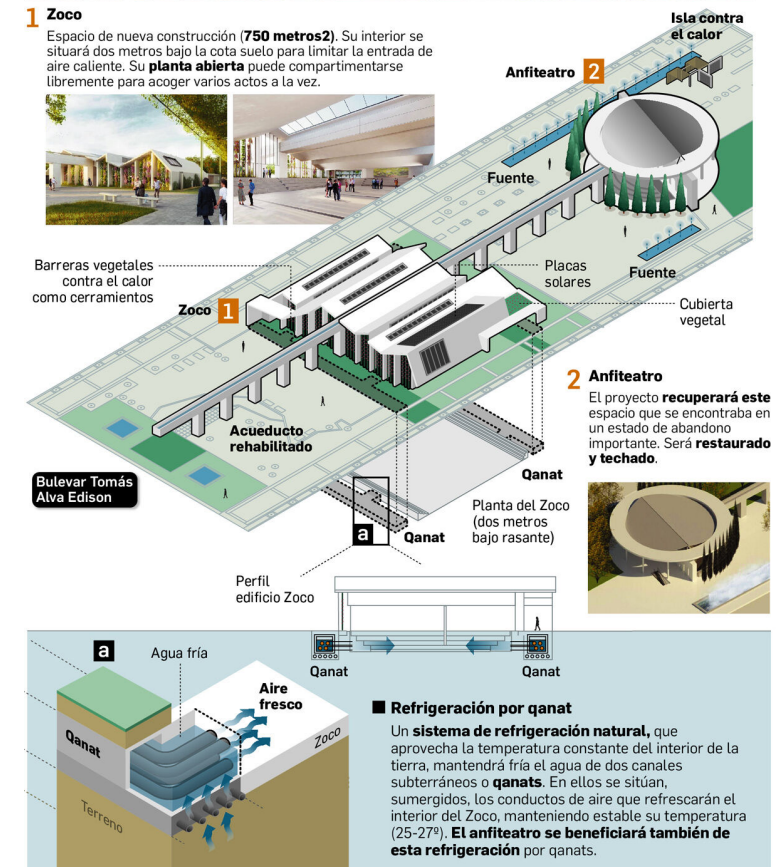 1 Zoco
Espacio de nueva construcción (750 metros2). Su interior se
situará dos metros bajo la cota suelo para limitar la entrada de
aire caliente. Su planta abierta puede compartimentarse
libremente para acoger varios actos a la vez.
Isla contra
el calor
Anfiteatro 2
Fuente
Fuente
Barreras vegetales
contra el calor
como cerramientos
Zoco 1
Placas
solares
Cubierta
vegetal
Acueducto
rehabilitado
Bulevar Tomás
Alva Edison
2 Anfiteatro
El proyecto recuperará este
espacio que se encontraba en
un estado de abandono
importante. Será restaurado
y techado.
Qanat
Planta del Zoco
(dos metros
bajo rasante)
a
Qanat
Perfil
edificio Zoco
Qanat
Qanat
a
Agua fría
Aire
fresco
Qanat
Zoco
Terreno
Refrigeración por qanat
Un sistema de refrigeración natural, que
aprovecha la temperatura constante del interior de la
tierra, mantendrá fría el agua de dos canales
subterráneos o qanats. En ellos se sitúan,
sumergidos, los conductos de aire que refrescarán el
interior del Zoco, manteniendo estable su temperatura
(25-27º). El anfiteatro se beneficiará también de
esta refrigeración por qanats.